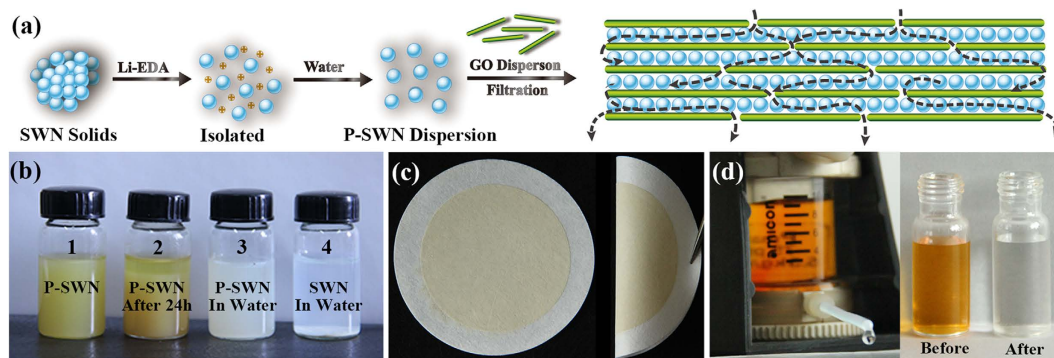 (a)
Li-EDA
Water
GO Disperson
Filtration
SWN Solids
Isolated
P-SWN Dispersion
(b)
1
P-SWN
2
P-SWN
After 24h
3
P-SWN
In Water
4
SWN
In Water
(c)
(d)
amicon
Before
After